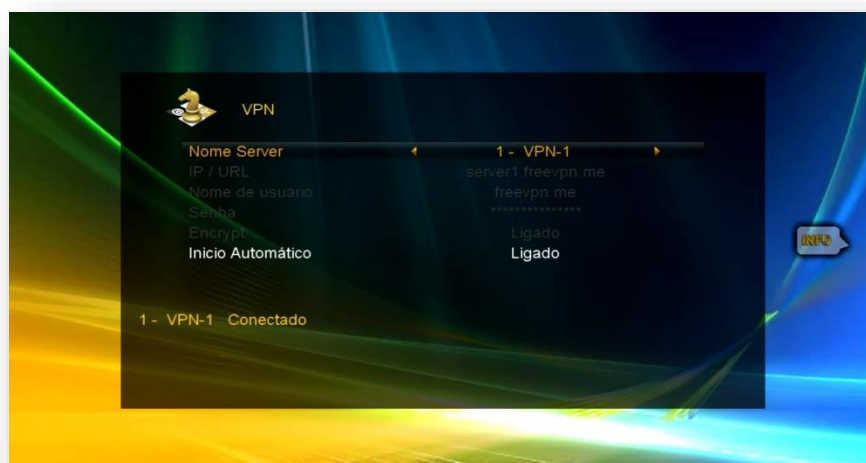 VPN
Nome Server 1 - VPN-1
IP / URL server1.freevpn.me
Nome de usuário freevpn.me
Senha ***************
Encrypt Ligado
Inicio Automático Ligado
INFO
1 - VPN-1 Conectado